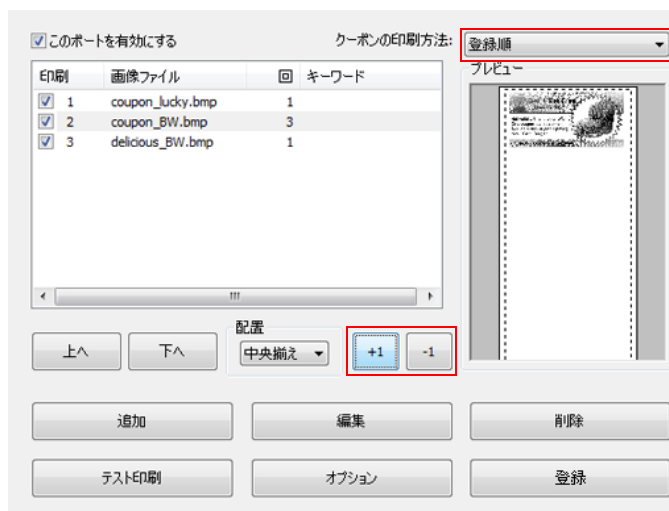 このポートを有効にする
クーポンの印刷方法: 登録順
印刷 画像ファイル 回 キーワード
1 coupon_lucky.bmp 1
2 coupon_BW.bmp 3
3 delicious_BW.bmp 1
プレビュー
配置
上へ 下へ 中央揃え +1 -1
追加 編集 削除
テスト印刷 オプション 登録